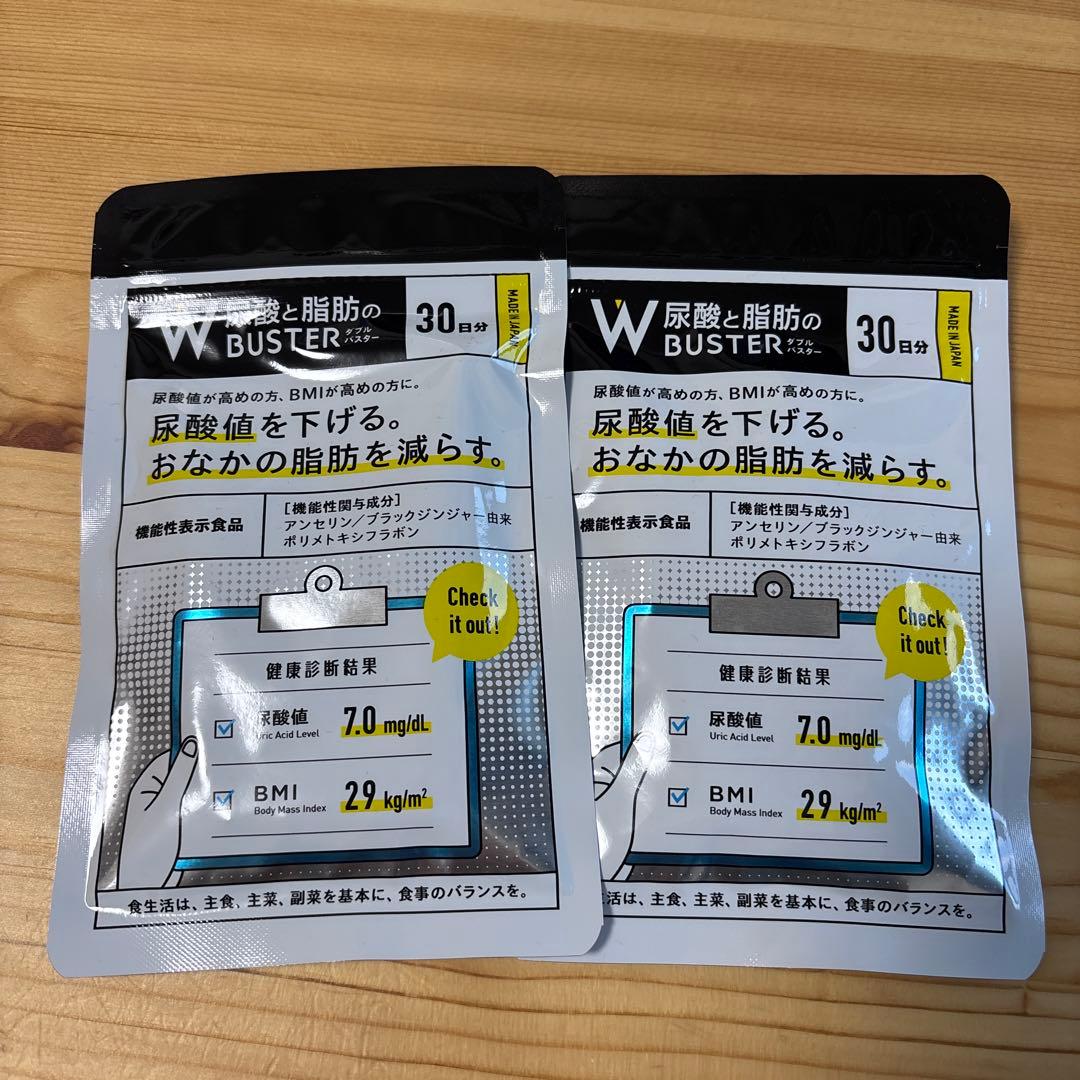 W 尿酸と脂肪の
BUSTER ダブルバスター
30日分
MADE IN JAPAN
尿酸値が高めの方、BMIが高めの方に。
尿酸値を下げる。
おなかの脂肪を減らす。
機能性表示食品
[機能性関与成分]
アンセリン／ブラックジンジャー由来
ポリメトキシフラボン
Check
it out!
健康診断結果
尿酸値 7.0 mg/dL
Uric Acid Level
BMI 29 kg/m²
Body Mass Index
食生活は、主食、主菜、副菜を基本に、食事のバランスを。
W 尿酸と脂肪の
BUSTER ダブルバスター
30日分
MADE IN JAPAN
尿酸値が高めの方、BMIが高めの方に。
尿酸値を下げる。
おなかの脂肪を減らす。
機能性表示食品
[機能性関与成分]
アンセリン／ブラックジンジャー由来
ポリメトキシフラボン
Check
it out!
健康診断結果
尿酸値 7.0 mg/dL
Uric Acid Level
BMI 29 kg/m²
Body Mass Index
活は、主食、主菜、副菜を基本に、食事のバランスを。